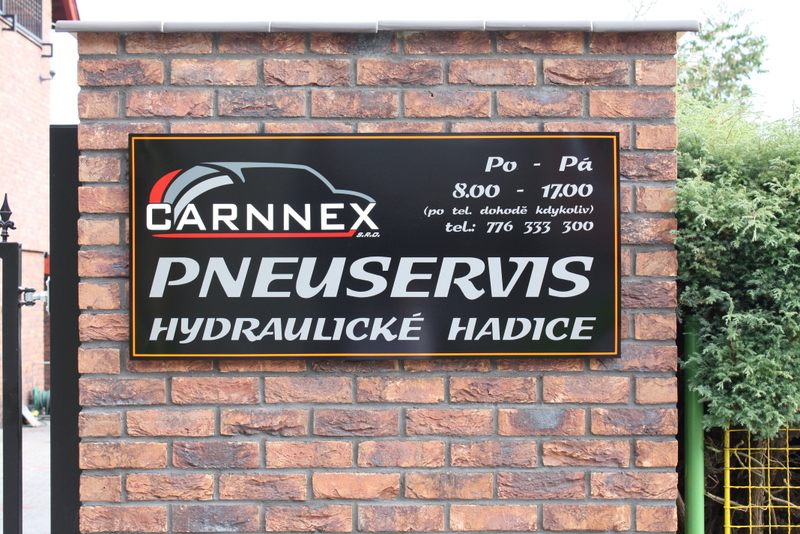 CARNNEX
S.R.O.
Po - Pá
8.00 - 17.00
(po tel. dohodě kdykoliv)
tel.: 776 333 300
PNEUSERVIS
HYDRAULICKÉ HADICE